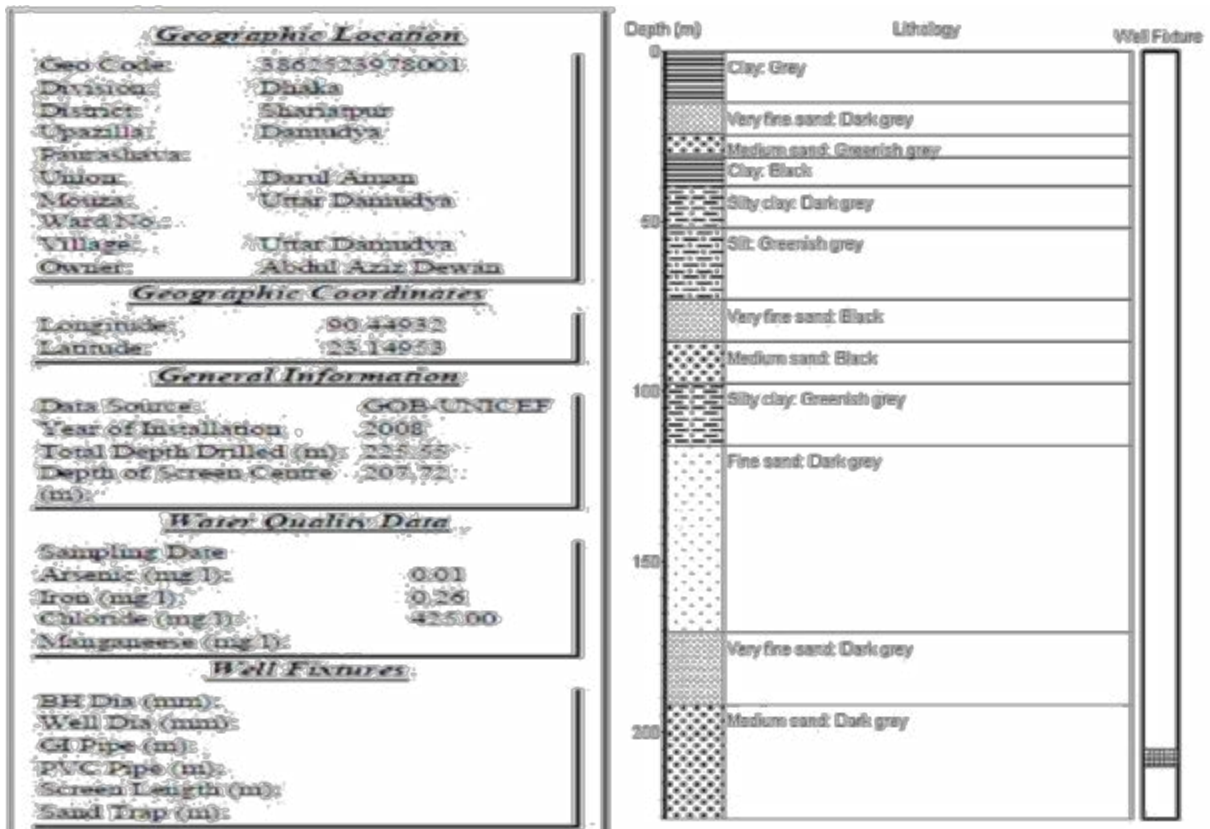 Geographic Location
Geo Code: 3862523978001
Division: Dhaka
District: Shariatpur
Upazilla: Damudya
Paurashava:
Union: Darul Aman
Mouza: Uttar Damudya
Ward No.:
Village: Uttar Damudya
Owner: Abdul Aziz Dewan
Geographic Coordinates
Longitude: 90.44932
Latitude: 23.14953
General Information
Data Source: GOB-UNICEF
Year of Installation: 2008
Total Depth Drilled (m): 225.55
Depth of Screen Centre (m): 207.72
Water Quality Data
Sampling Date
Arsenic (mg/l): 0.01
Iron (mg/l): 0.26
Chloride (mg/l): 425.00
Manganeese (mg/l):
Well Fixtures
BH Dia (mm):
Well Dia (mm):
GI Pipe (m):
PVC Pipe (m):
Screen Length (m):
Sand Trap (m):
Depth (m) Lithology Well Fixture
0
Clay: Grey
Very fine sand: Dark grey
Medium sand: Greenish grey
Clay: Black
Silty clay: Dark grey
50
Silt: Greenish grey
Very fine sand: Black
Medium sand: Black
100
Silty clay: Greenish grey
Fine sand: Dark grey
150
Very fine sand: Dark grey
Medium sand: Dark grey
200